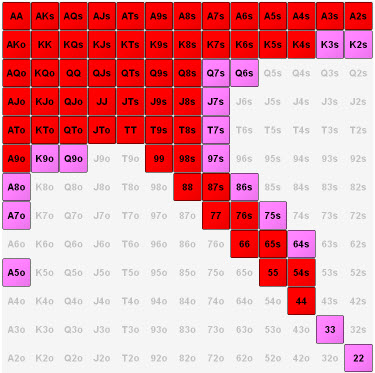 AA AKs AQs AJs ATs A9s A8s A7s A6s A5s A4s A3s A2s
AKo KK KQs KJs KTs K9s K8s K7s K6s K5s K4s K3s K2s
AQo KQo QQ QJs QTs Q9s Q8s Q7s Q6s Q5s Q4s Q3s Q2s
AJo KJo QJo JJ JTs J9s J8s J7s J6s J5s J4s J3s J2s
ATo KTo QTo JTo TT T9s T8s T7s T6s T5s T4s T3s T2s
A9o K9o Q9o J9o T9o 99 98s 97s 96s 95s 94s 93s 92s
A8o K8o Q8o J8o T8o 98o 88 87s 86s 85s 84s 83s 82s
A7o K7o Q7o J7o T7o 97o 87o 77 76s 75s 74s 73s 72s
A6o K6o Q6o J6o T6o 96o 86o 76o 66 65s 64s 63s 62s
A5o K5o Q5o J5o T5o 95o 85o 75o 65o 55 54s 53s 52s
A4o K4o Q4o J4o T4o 94o 84o 74o 64o 54o 44 43s 42s
A3o K3o Q3o J3o T3o 93o 83o 73o 63o 53o 43o 33 32s
A2o K2o Q2o J2o T2o 92o 82o 72o 62o 52o 42o 32o 22